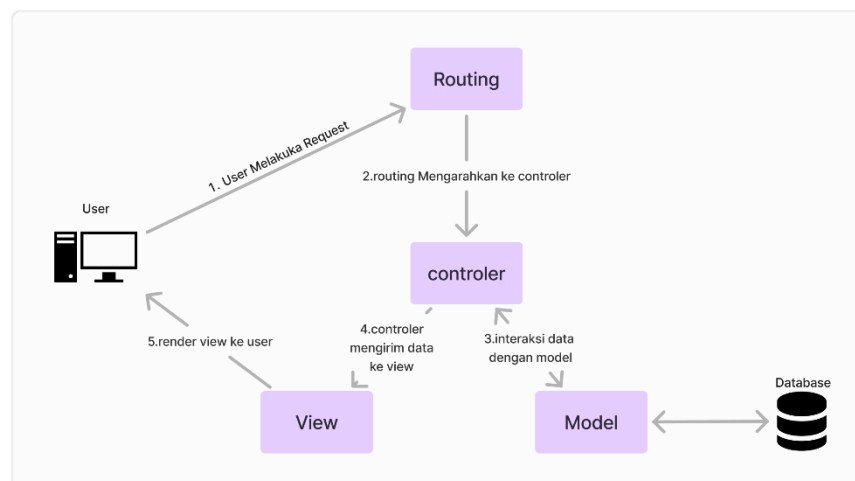 Routing
1. User Melakuka Request
2.routing Mengarahkan ke controler
User
controler
4.controler
mengirim data
ke view
3.interaksi data
dengan model
5.render view ke user
Database
View
Model